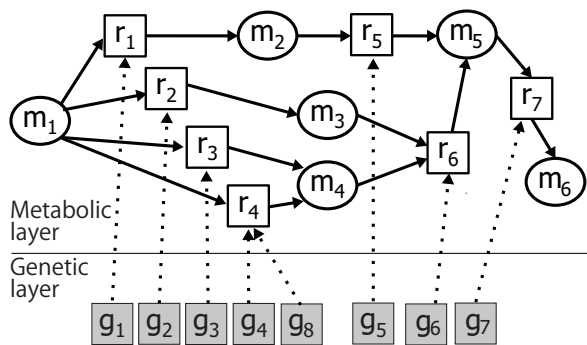 r1 m2 r5 m5
r2 r7
m1 m3
r3 r6
m4 m6
r4
Metabolic
layer
Genetic
layer
g1 g2 g3 g4 g8 g5 g6 g7